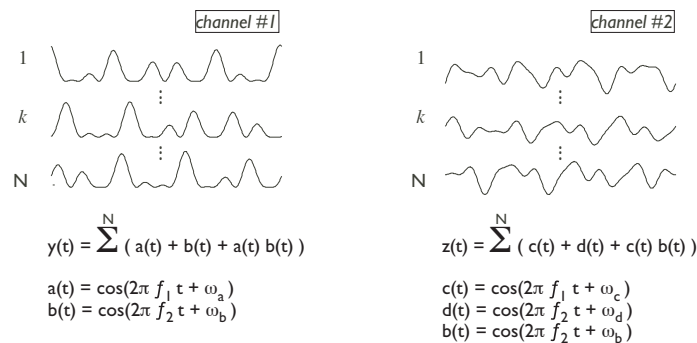 channel #1
1
k
N
N
y(t) = Σ ( a(t) + b(t) + a(t) b(t) )
a(t) = cos(2π f1 t + ωa)
b(t) = cos(2π f2 t + ωb)
channel #2
1
k
N
N
z(t) = Σ ( c(t) + d(t) + c(t) b(t) )
c(t) = cos(2π f1 t + ωc)
d(t) = cos(2π f2 t + ωd)
b(t) = cos(2π f2 t + ωb)